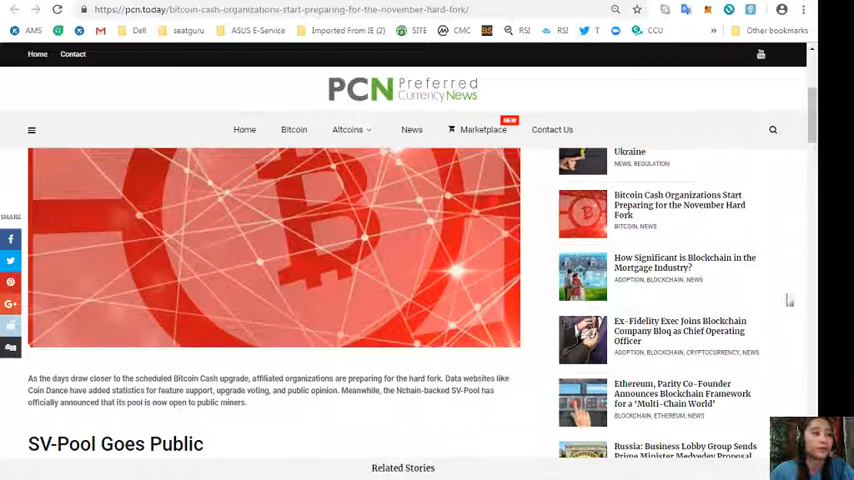 https://pcn.today/bitcoin-cash-organizations-start-preparing-for-the-november-hard-fork/
AMS
Dell
seatguru
ASUS E-Service
Imported From IE (2)
SITE
CMC
BS
RSI
RSI
T
CCU
Other bookmarks
Home
Contact
PCN Preferred
Currency News
NEW
Home
Bitcoin
Altcoins
News
Marketplace
Contact Us
SHARE
Ukraine
NEWS, REGULATION
Bitcoin Cash Organizations Start
Preparing for the November Hard
Fork
BITCOIN, NEWS
How Significant is Blockchain in the
Mortgage Industry?
ADOPTION, BLOCKCHAIN, NEWS
Ex-Fidelity Exec Joins Blockchain
Company Bloq as Chief Operating
Officer
ADOPTION, BLOCKCHAIN, CRYPTOCURRENCY, NEWS
Ethereum, Parity Co-Founder
Announces Blockchain Framework
for a ‘Multi-Chain World’
BLOCKCHAIN, ETHEREUM, NEWS
Russia: Business Lobby Group Sends
Prime Minister Medvedev Proposal
As the days draw closer to the scheduled Bitcoin Cash upgrade, affiliated organizations are preparing for the hard fork. Data websites like
Coin Dance have added statistics for feature support, upgrade voting, and public opinion. Meanwhile, the Nchain-backed SV-Pool has
officially announced that its pool is now open to public miners.
SV-Pool Goes Public
Related Stories